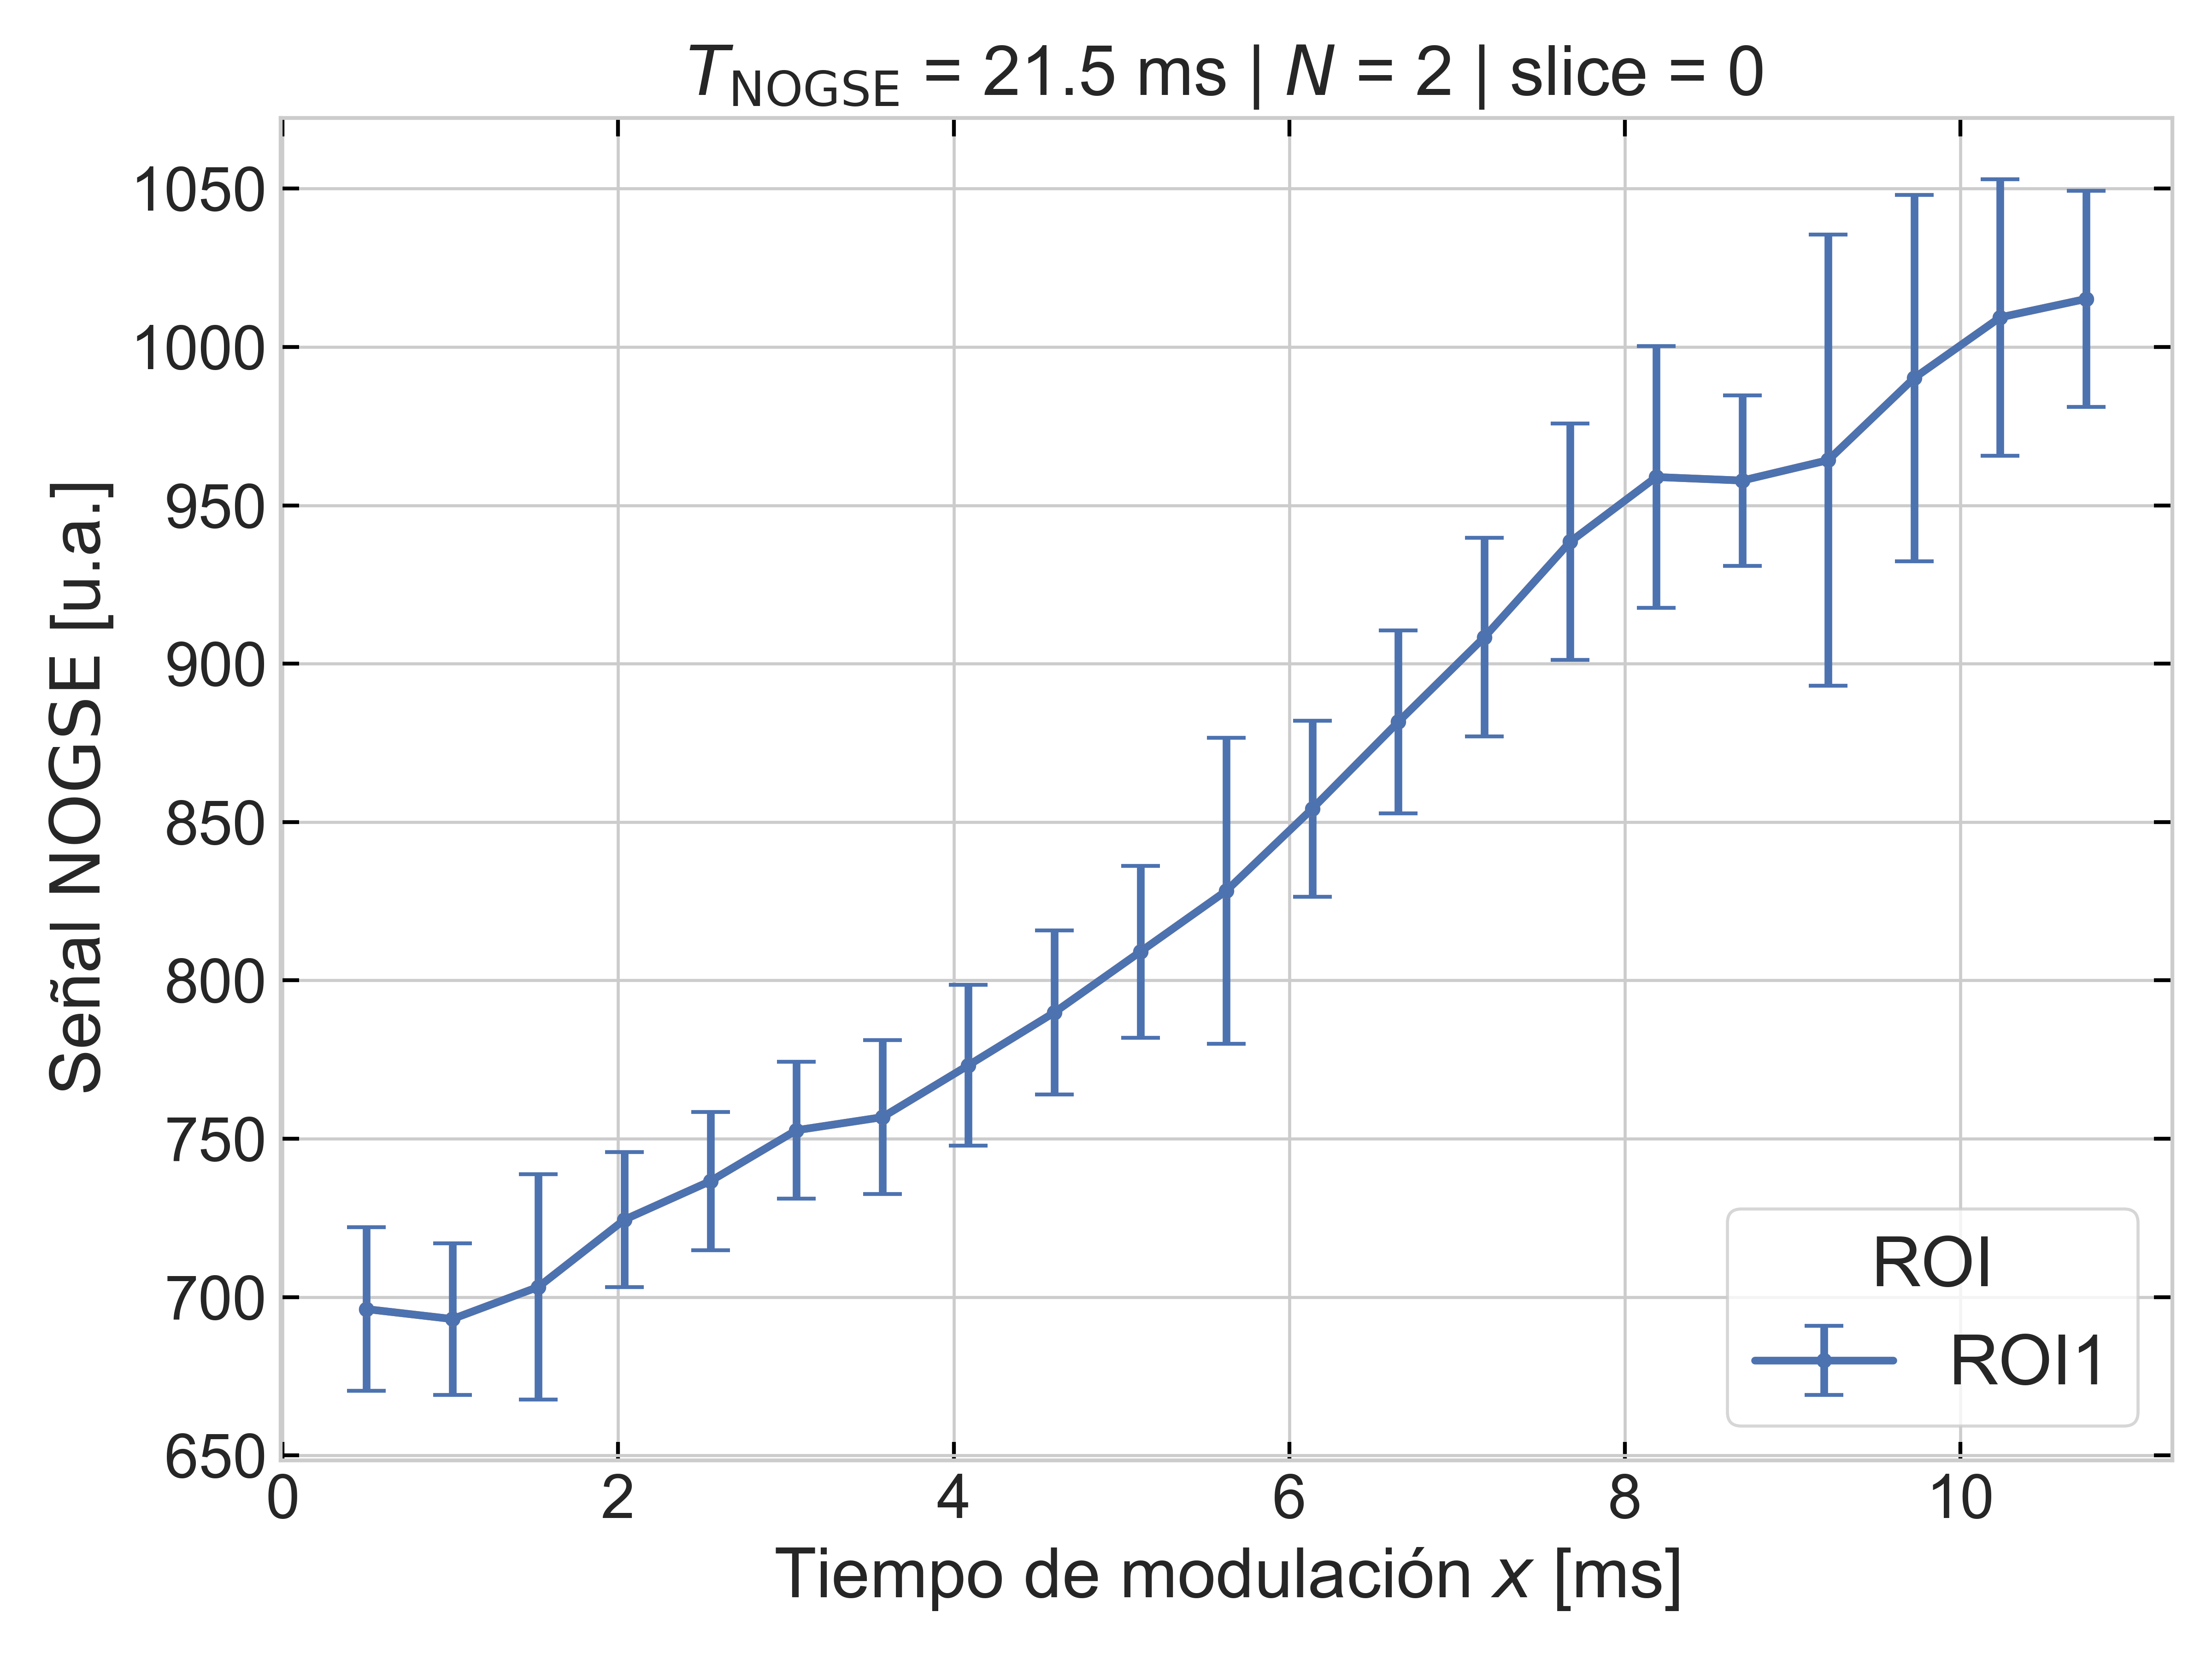 T_NOGSE = 21.5 ms | N = 2 | slice = 0
1050
1000
950
900
850
800
750
700
650
Señal NOGSE [u.a.]
ROI
ROI1
0 2 4 6 8 10
Tiempo de modulación x [ms]